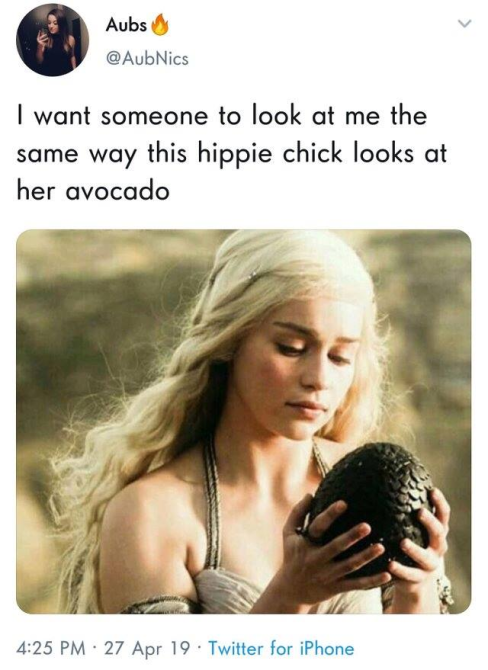 Aubs🔥
@AubNics
I want someone to look at me the
same way this hippie chick looks at
her avocado
4:25 PM · 27 Apr 19 · Twitter for iPhone